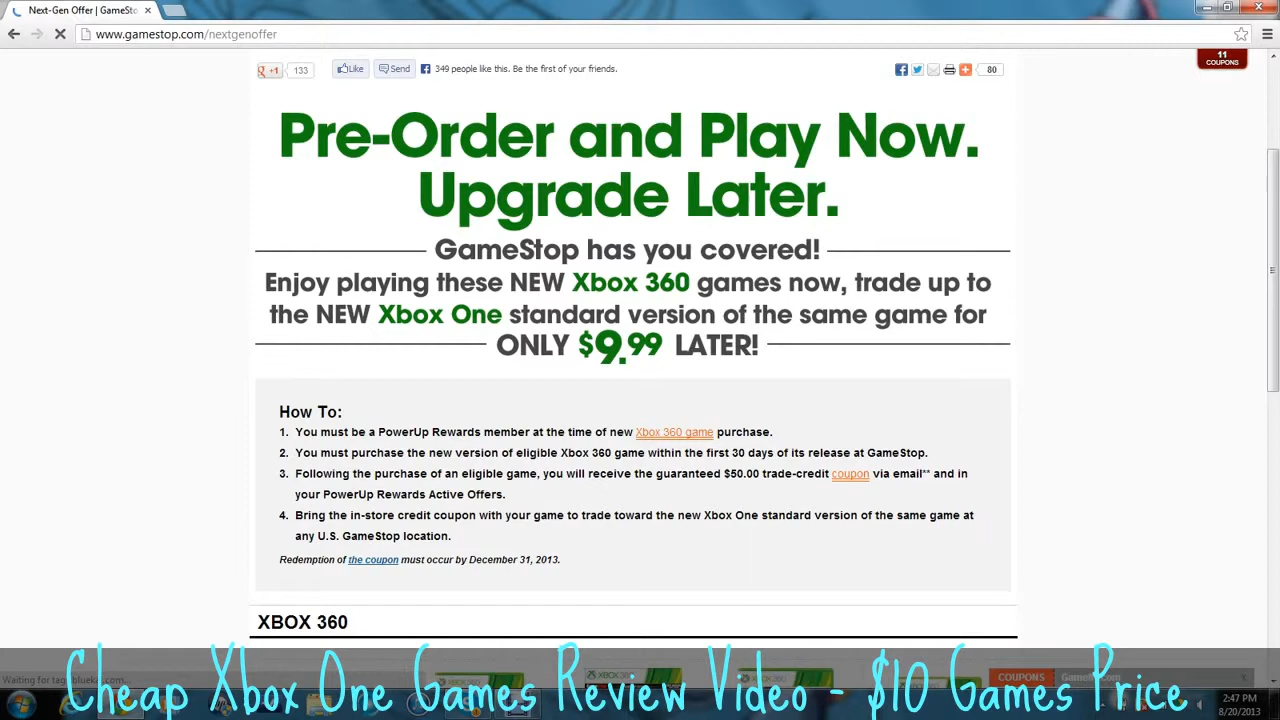 Next-Gen Offer | GameSto
www.gamestop.com/nextgenoffer
11
COUPONS
+1 133 Like Send 349 people like this. Be the first of your friends. 80
Pre-Order and Play Now.
Upgrade Later.
GameStop has you covered!
Enjoy playing these NEW Xbox 360 games now, trade up to
the NEW Xbox One standard version of the same game for
ONLY $9.99 LATER!
How To:
1. You must be a PowerUp Rewards member at the time of new Xbox 360 game purchase.
2. You must purchase the new version of eligible Xbox 360 game within the first 30 days of its release at GameStop.
3. Following the purchase of an eligible game, you will receive the guaranteed $50.00 trade-credit coupon via email** and in
your PowerUp Rewards Active Offers.
4. Bring the in-store credit coupon with your game to trade toward the new Xbox One standard version of the same game at
any U.S. GameStop location.
Redemption of the coupon must occur by December 31, 2013.
XBOX 360
XBOX 360
COUPONS
Cheap Xbox One Games Review Video - $10 Games Price
2:47 PM
8/20/2013